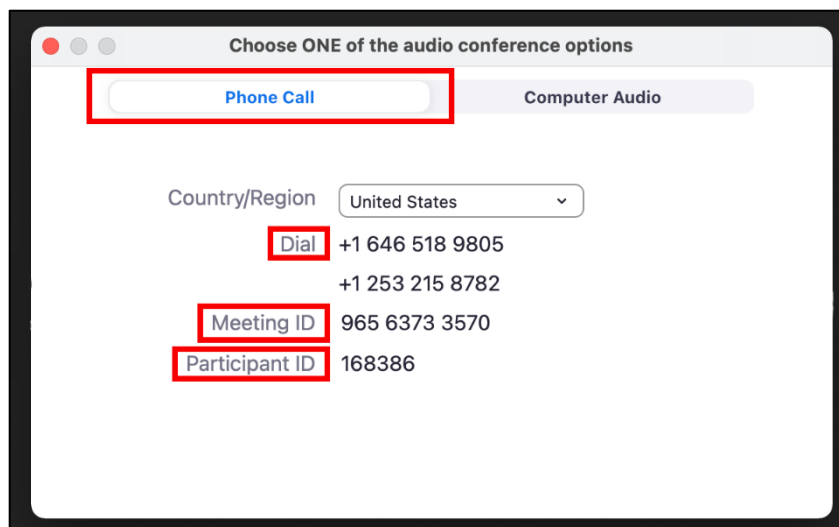 Choose ONE of the audio conference options
Phone Call Computer Audio
Country/Region United States
Dial +1 646 518 9805
+1 253 215 8782
Meeting ID 965 6373 3570
Participant ID 168386